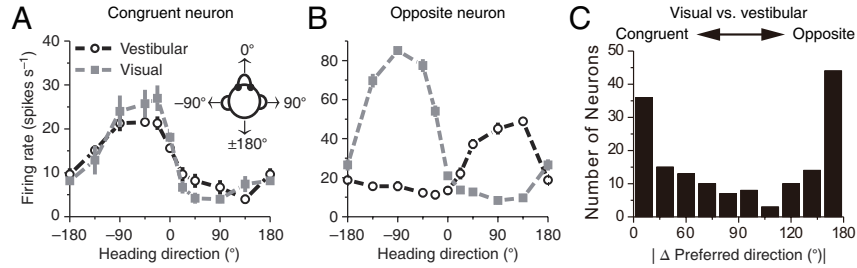 A
Congruent neuron
Vestibular
Visual
0°
−90°
90°
±180°
Firing rate (spikes s⁻¹)
40
30
20
10
0
−180
−90
0
90
180
Heading direction (°)
B
Opposite neuron
80
60
40
20
0
−180
−90
0
90
180
Heading direction (°)
C
Visual vs. vestibular
Congruent
Opposite
Number of Neurons
50
40
30
20
10
0
0
60
90
120
180
| Δ Preferred direction (°)|